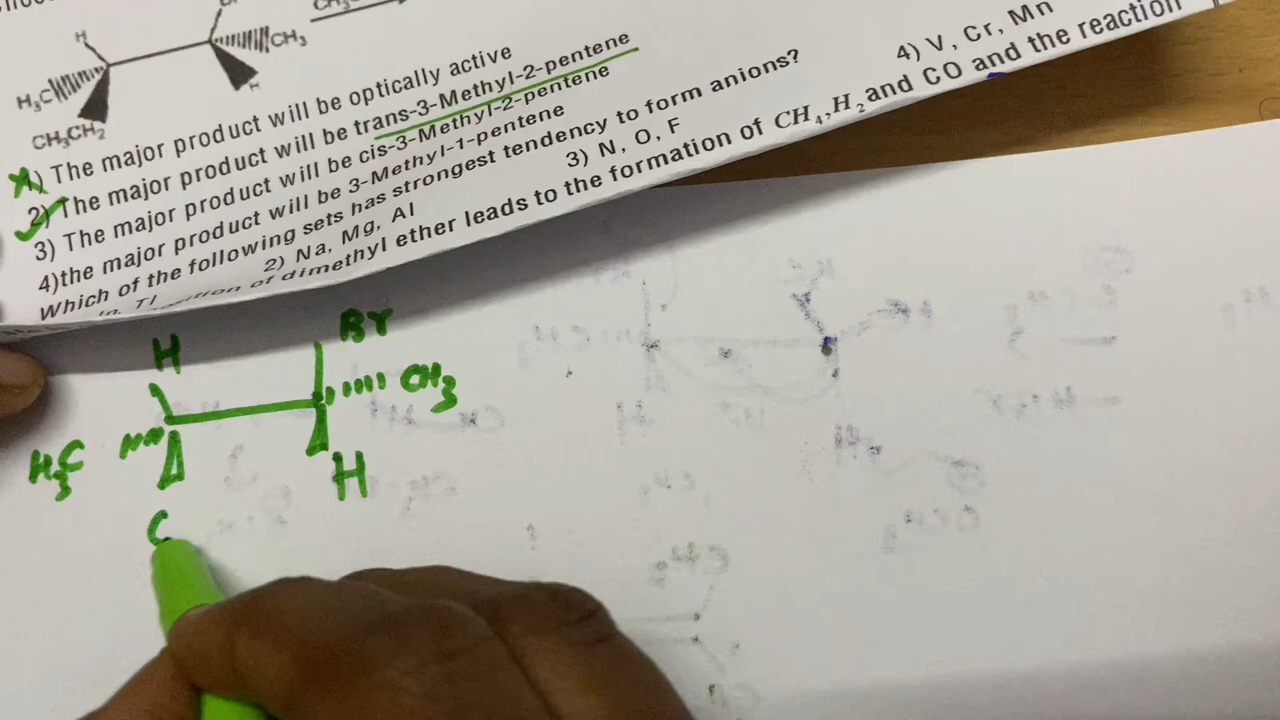 H
CH₃
H₃C
H
CH₃CH₂
1) The major product will be optically active
2) The major product will be trans-3-Methyl-2-pentene
3) The major product will be cis-3-Methyl-2-pentene
4)the major product will be 3-Methyl-1-pentene
Which of the following sets has strongest tendency to form anions?
2) Na, Mg, Al 3) N, O, F 4) V, Cr, Mn
of dimethyl ether leads to the formation of CH₄,H₂and CO and the reaction
H Br
CH₃
H₃C
H
C